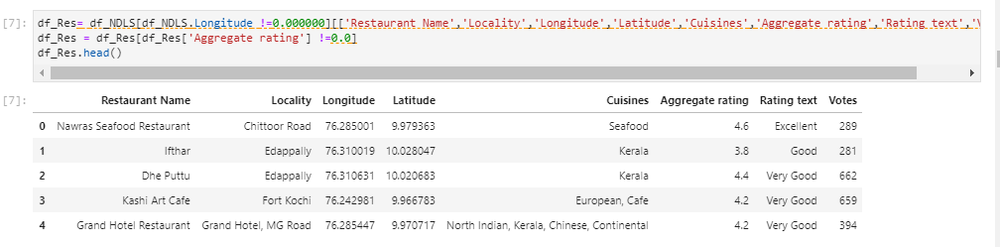 [7]: df_Res= df_NDLS[df_NDLS.Longitude !=0.000000][['Restaurant Name','Locality','Longitude','Latitude','Cuisines','Aggregate rating','Rating text','
df_Res = df_Res[df_Res['Aggregate rating'] !=0.0]
df_Res.head()
[7]: Restaurant Name Locality Longitude Latitude Cuisines Aggregate rating Rating text Votes
0 Nawras Seafood Restaurant Chittoor Road 76.285001 9.979363 Seafood 4.6 Excellent 289
1 Ifthar Edappally 76.310019 10.028047 Kerala 3.8 Good 281
2 Dhe Puttu Edappally 76.310631 10.020683 Kerala 4.4 Very Good 662
3 Kashi Art Cafe Fort Kochi 76.242981 9.966783 European, Cafe 4.2 Very Good 659
4 Grand Hotel Restaurant Grand Hotel, MG Road 76.285447 9.970717 North Indian, Kerala, Chinese, Continental 4.2 Very Good 394